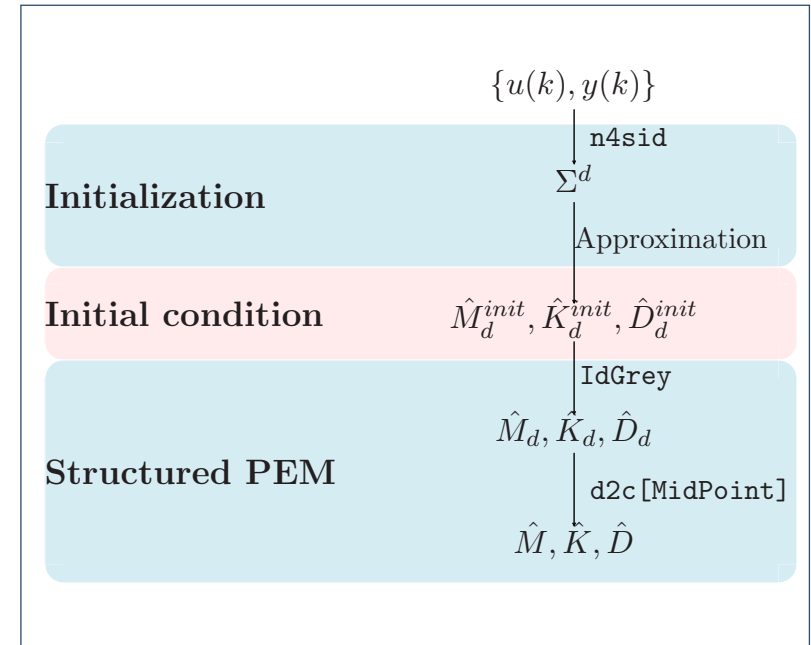 {u(k), y(k)}
n4sid
Initialization
Σ^d
Approximation
Initial condition
M̂_d^{init}, K̂_d^{init}, D̂_d^{init}
IdGrey
M̂_d, K̂_d, D̂_d
Structured PEM
d2c[MidPoint]
M̂, K̂, D̂